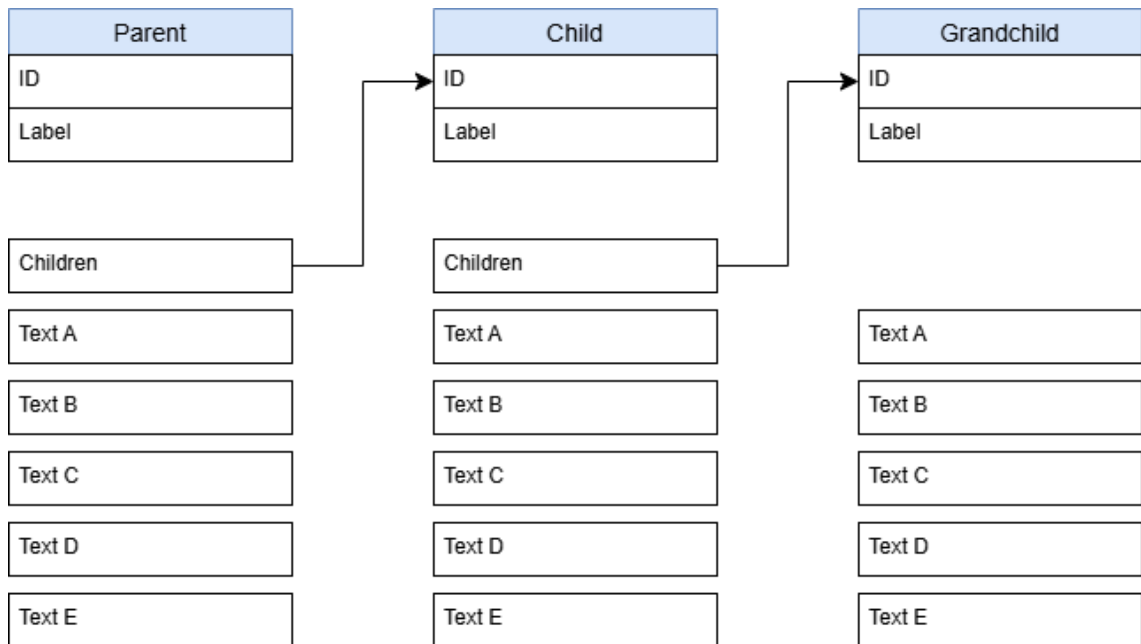 Parent
ID
Label
Children
Text A
Text B
Text C
Text D
Text E
Child
ID
Label
Children
Text A
Text B
Text C
Text D
Text E
Grandchild
ID
Label
Text A
Text B
Text C
Text D
Text E